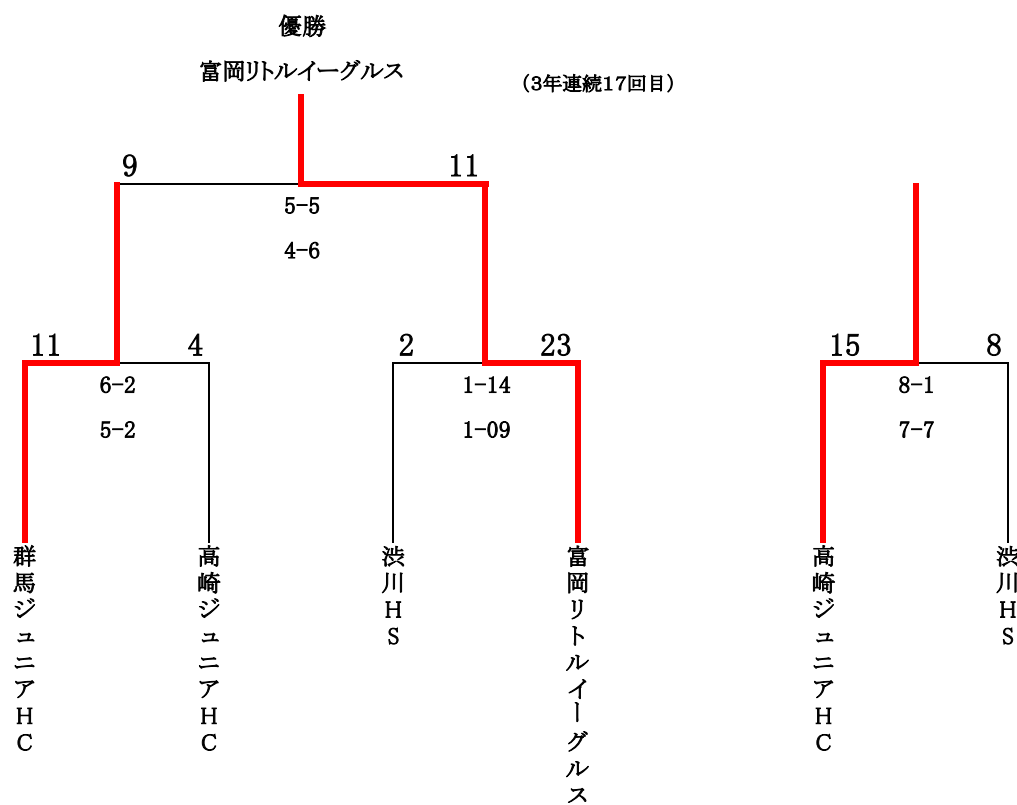 優勝
富岡リトルイーグルス
（3年連続17回目）
9
11
5-5
4-6
11
4
2
23
15
8
6-2
1-14
8-1
5-2
1-09
7-7
群馬ジュニアHC
高崎ジュニアHC
渋川HS
富岡リトルイーグルス
高崎ジュニアHC
渋川HS